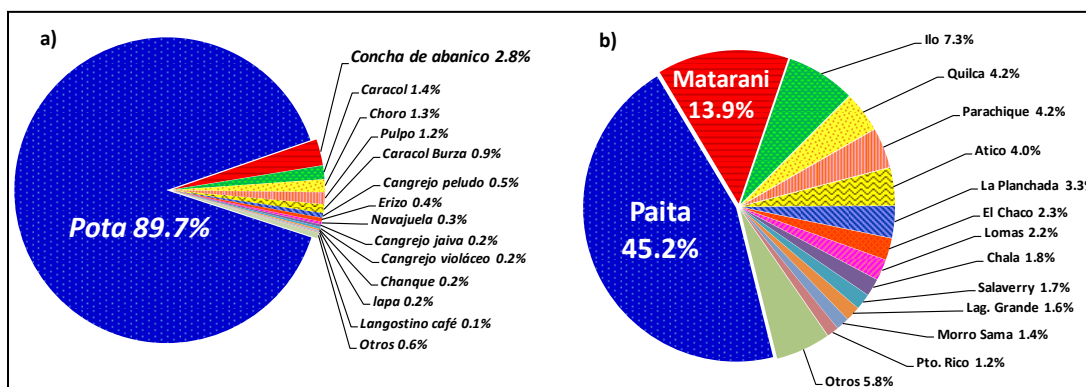 a)
Concha de abanico 2.8%
Caracol 1.4%
Choro 1.3%
Pulpo 1.2%
Caracol Burza 0.9%
Cangrejo peludo 0.5%
Erizo 0.4%
Navajuela 0.3%
Cangrejo jaiva 0.2%
Cangrejo violáceo 0.2%
Chanque 0.2%
lapa 0.2%
Langostino café 0.1%
Otros 0.6%
Pota 89.7%
b)
Ilo 7.3%
Quilca 4.2%
Parachique 4.2%
Atico 4.0%
La Planchada 3.3%
El Chaco 2.3%
Lomas 2.2%
Chala 1.8%
Salaverry 1.7%
Lag. Grande 1.6%
Morro Sama 1.4%
Pto. Rico 1.2%
Otros 5.8%
Matarani
13.9%
Paita
45.2%